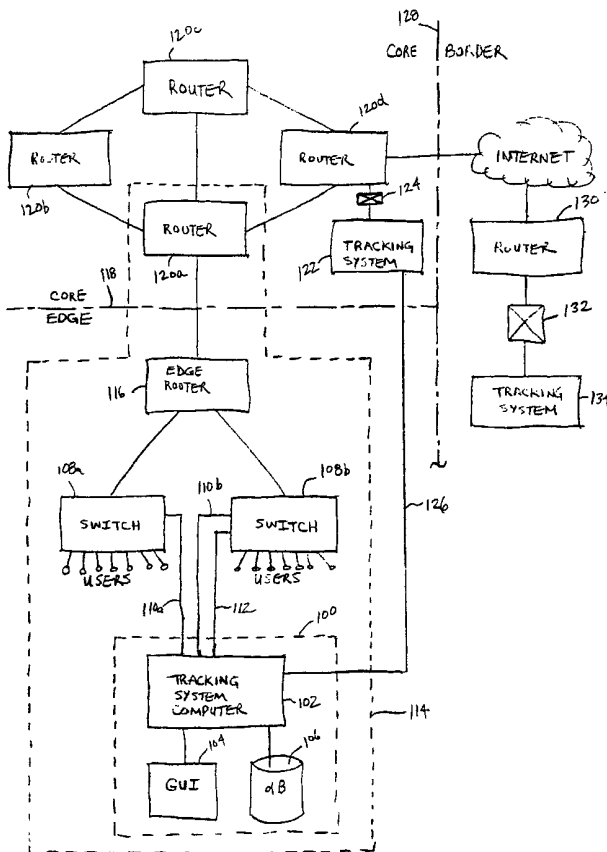 120c
128
CORE
BORDER
ROUTER
120d
ROUTER
ROUTER
INTERNET
120b
124
130
ROUTER
TRACKING
SYSTEM
122
120a
ROUTER
118
CORE
EDGE
132
EDGE
ROUTER
116
TRACKING
SYSTEM
134
108a
110b
108b
SWITCH
SWITCH
126
USERS
USERS
110a
112
100
TRACKING
SYSTEM
COMPUTER
102
114
104
106
GUI
dB